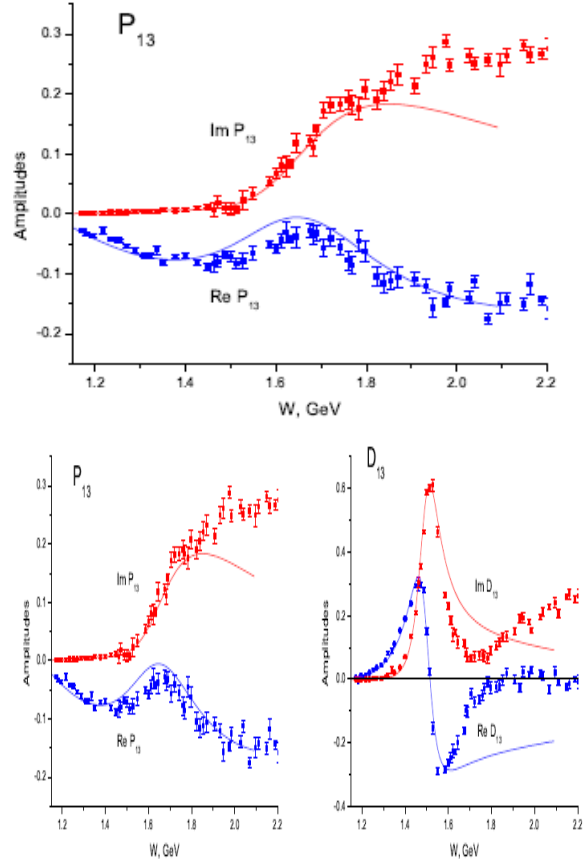 P13
0.3
0.2
0.1
0.0
-0.1
-0.2
Amplitudes
Im P13
Re P13
1.2 1.4 1.6 1.8 2.0 2.2
W, GeV
P13
0.3
0.2
0.1
0.0
-0.1
-0.2
Amplitudes
Im P13
Re P13
1.2 1.4 1.6 1.8 2.0 2.2
W, GeV
D13
0.6
0.4
0.2
0.0
-0.2
-0.4
Amplitudes
Im D13
Re D13
1.2 1.4 1.6 1.8 2.0 2.2
W, GeV